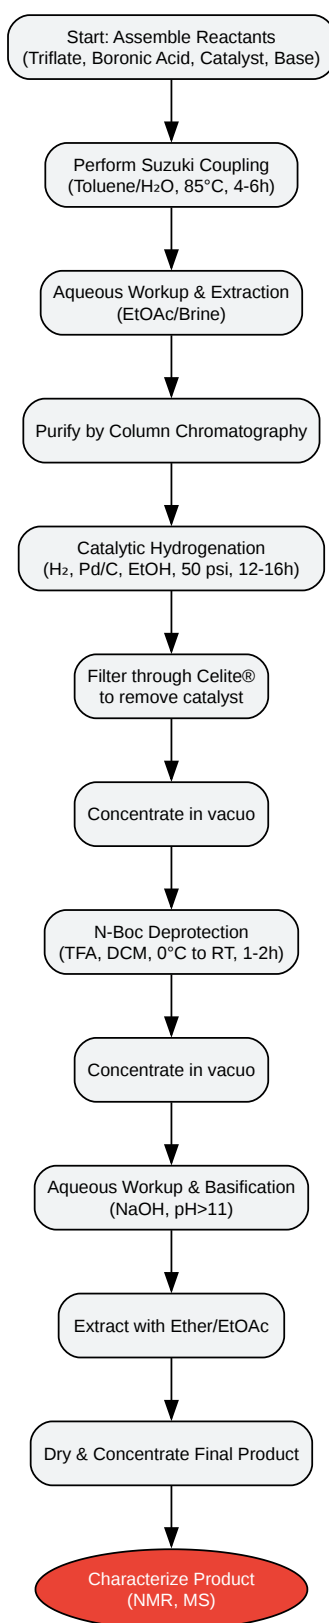 Start: Assemble Reactants
(Triflate, Boronic Acid, Catalyst, Base)
Perform Suzuki Coupling
(Toluene/H₂O, 85°C, 4-6h)
Aqueous Workup & Extraction
(EtOAc/Brine)
Purify by Column Chromatography
Catalytic Hydrogenation
(H₂, Pd/C, EtOH, 50 psi, 12-16h)
Filter through Celite®
to remove catalyst
Concentrate in vacuo
N-Boc Deprotection
(TFA, DCM, 0°C to RT, 1-2h)
Concentrate in vacuo
Aqueous Workup & Basification
(NaOH, pH>11)
Extract with Ether/EtOAc
Dry & Concentrate Final Product
Characterize Product
(NMR, MS)